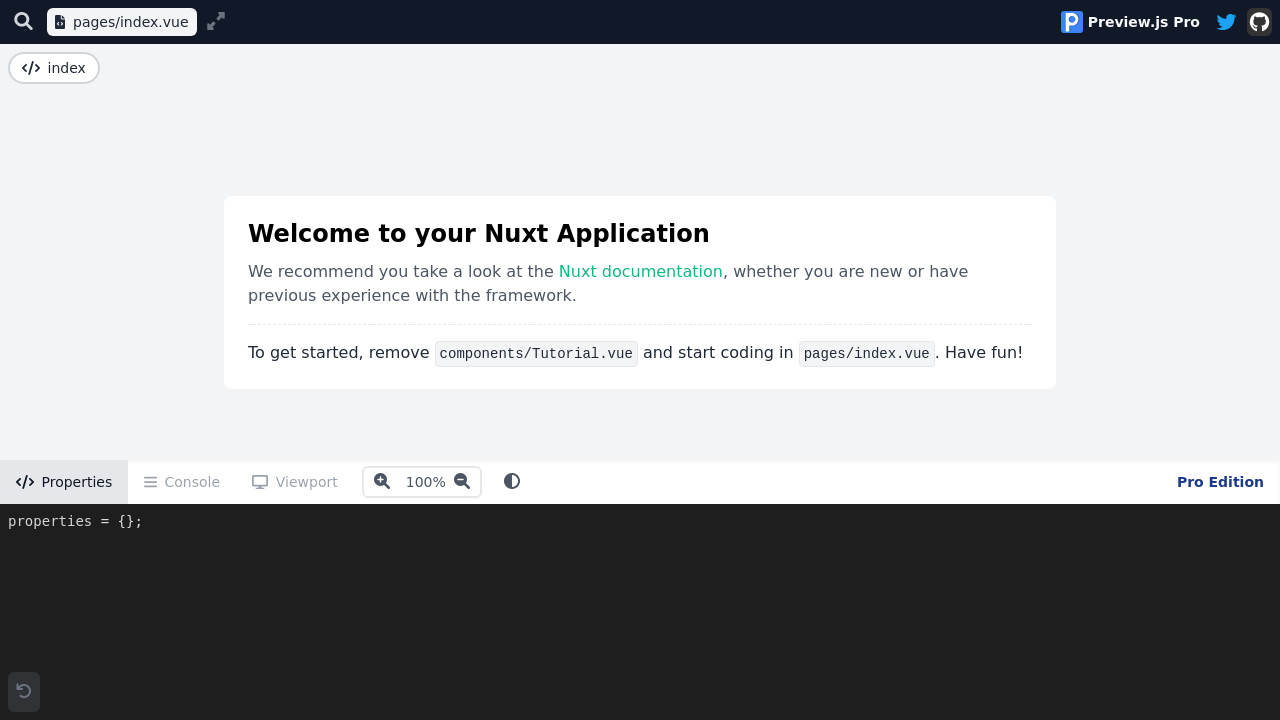 pages/index.vue
Preview.js Pro
index
Welcome to your Nuxt Application
We recommend you take a look at the Nuxt documentation, whether you are new or have
previous experience with the framework.
To get started, remove components/Tutorial.vue and start coding in pages/index.vue. Have fun!
Properties
Console
Viewport
100%
Pro Edition
properties = {};